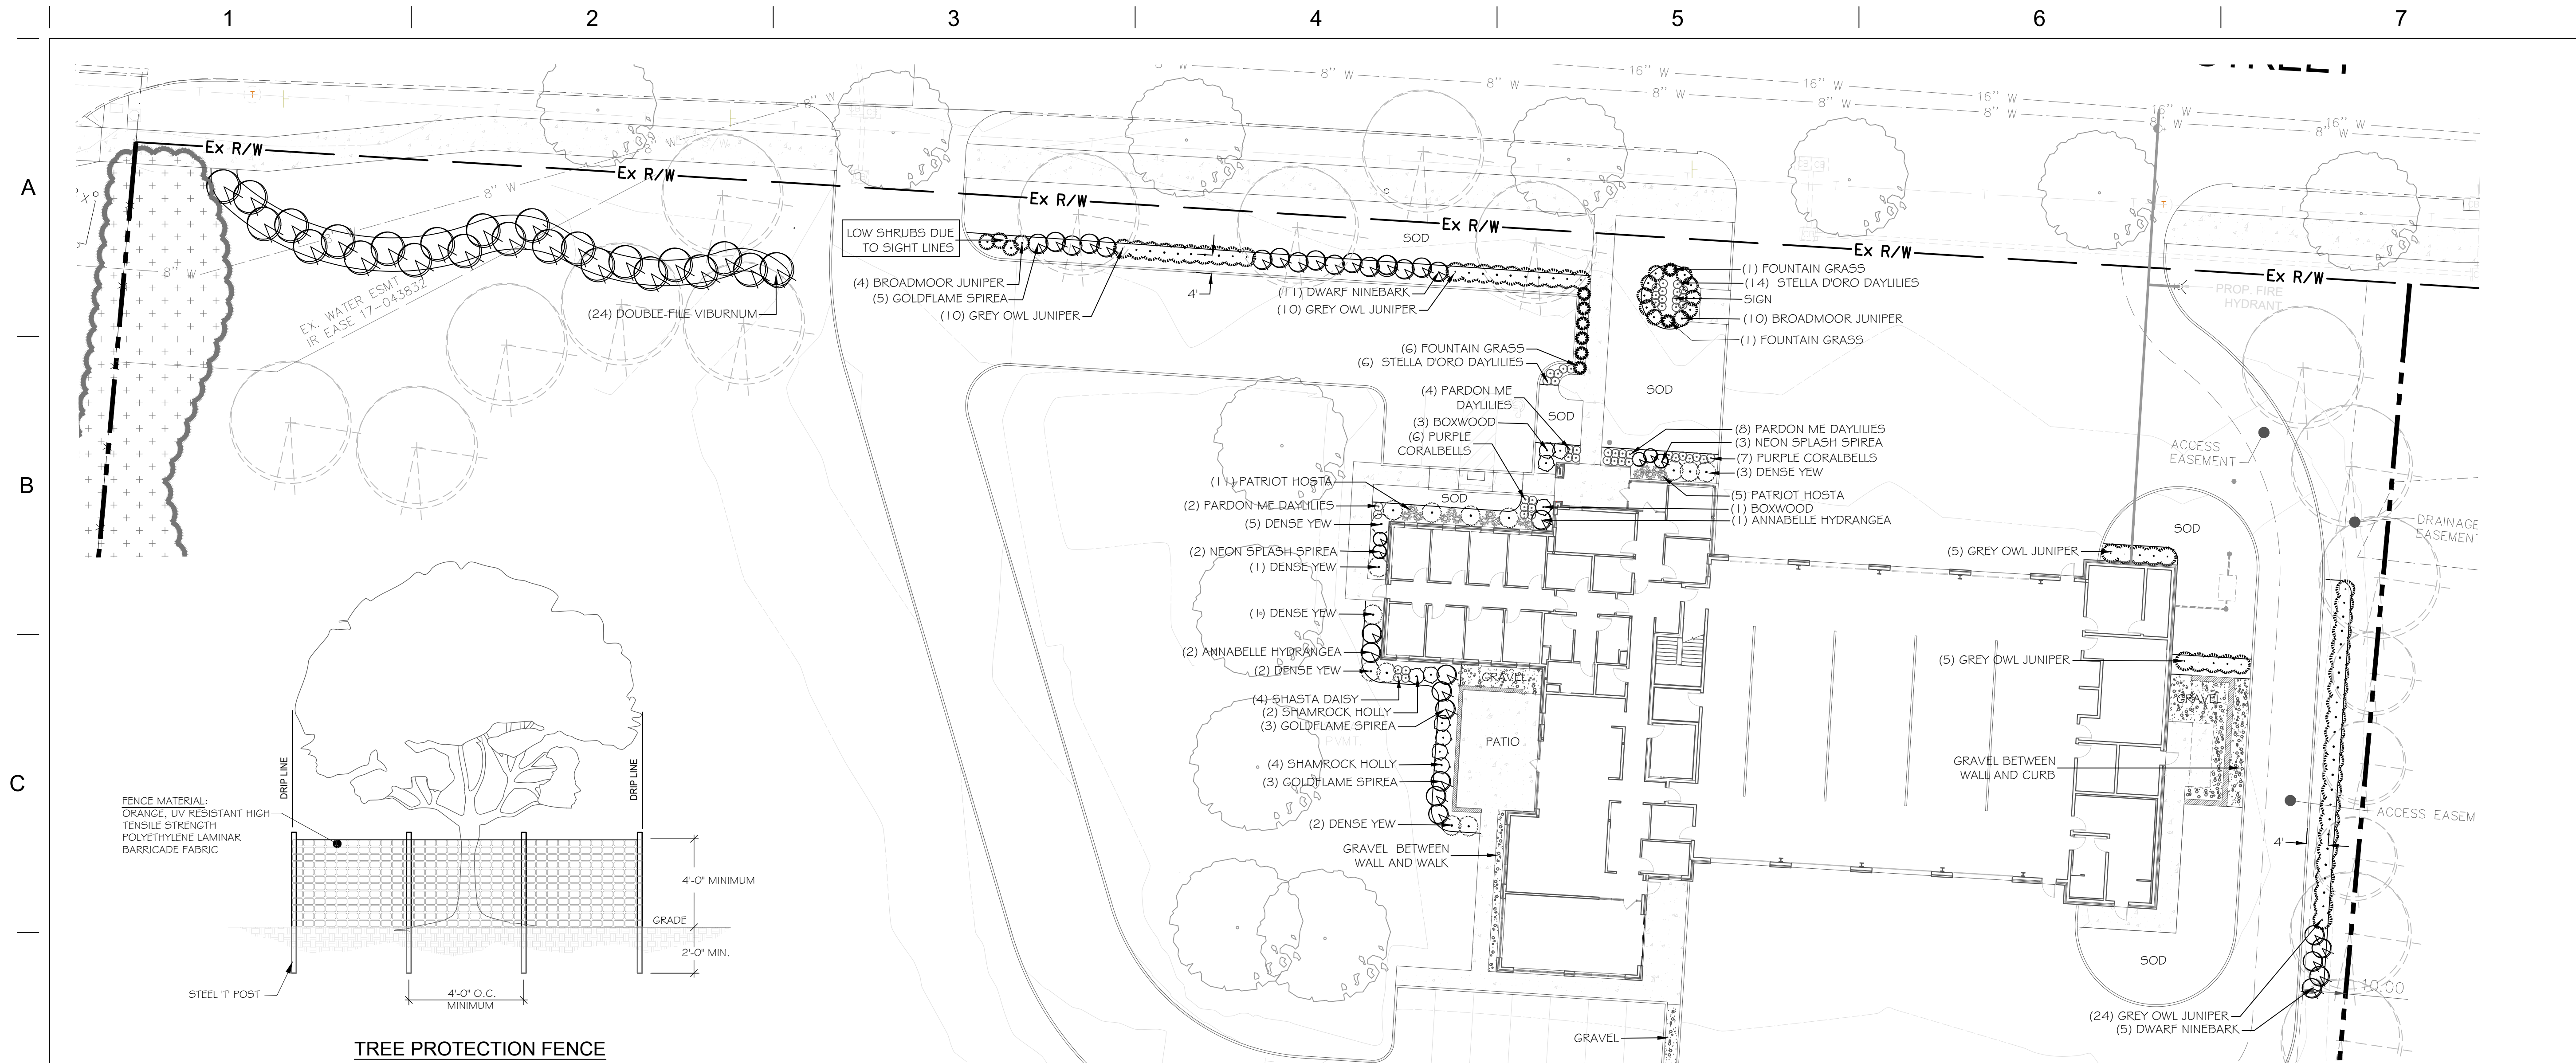 1 2 3 4 5 6 7
A
B
C
8" W
8" W
8" W
8" W
8" W
8" W
8" W
8" W
8" W
8" W
8" W
16" W
16" W
16" W
16" W
16" W
Ex R/W
Ex R/W
Ex R/W
Ex R/W
Ex R/W
Ex R/W
EX. WATER ESMT
IR EASE 17-043832
(24) DOUBLE-FILE VIBURNUM
LOW SHRUBS DUE
TO SIGHT LINES
(4) BROADMOOR JUNIPER
(5) GOLDFLAME SPIREA
(10) GREY OWL JUNIPER
4'
SOD
(11) DWARF NINEBARK
(10) GREY OWL JUNIPER
(1) FOUNTAIN GRASS
(14) STELLA D'ORO DAYLILIES
SIGN
(10) BROADMOOR JUNIPER
(1) FOUNTAIN GRASS
PROP. FIRE
HYDRANT
(6) FOUNTAIN GRASS
(6) STELLA D'ORO DAYLILIES
(4) PARDON ME
DAYLILIES
SOD
SOD
(3) BOXWOOD
(6) PURPLE
CORALBELLS
(8) PARDON ME DAYLILIES
(3) NEON SPLASH SPIREA
(7) PURPLE CORALBELLS
(3) DENSE YEW
ACCESS
EASEMENT
(11) PATRIOT HOSTA
SOD
(2) PARDON ME DAYLILIES
(5) DENSE YEW
(5) PATRIOT HOSTA
(1) BOXWOOD
(1) ANNABELLE HYDRANGEA
SOD
DRAINAGE
EASEMEN
(2) NEON SPLASH SPIREA
(1) DENSE YEW
(5) GREY OWL JUNIPER
(1) DENSE YEW
(2) ANNABELLE HYDRANGEA
(2) DENSE YEW
GRAVEL
(5) GREY OWL JUNIPER
(4) SHASTA DAISY
(2) SHAMROCK HOLLY
(3) GOLDFLAME SPIREA
GRAVEL
PVMT.
PATIO
(4) SHAMROCK HOLLY
(3) GOLDFLAME SPIREA
GRAVEL BETWEEN
WALL AND CURB
(2) DENSE YEW
ACCESS EASEM
4'
GRAVEL BETWEEN
WALL AND WALK
SOD
10.00
(24) GREY OWL JUNIPER
(5) DWARF NINEBARK
GRAVEL
DRIP LINE
DRIP LINE
FENCE MATERIAL:
ORANGE, UV RESISTANT HIGH
TENSILE STRENGTH
POLYETHYLENE LAMINAR
BARRICADE FABRIC
4'-0" MINIMUM
GRADE
2'-0" MIN.
STEEL 'T' POST
4'-0" O.C.
MINIMUM
TREE PROTECTION FENCE